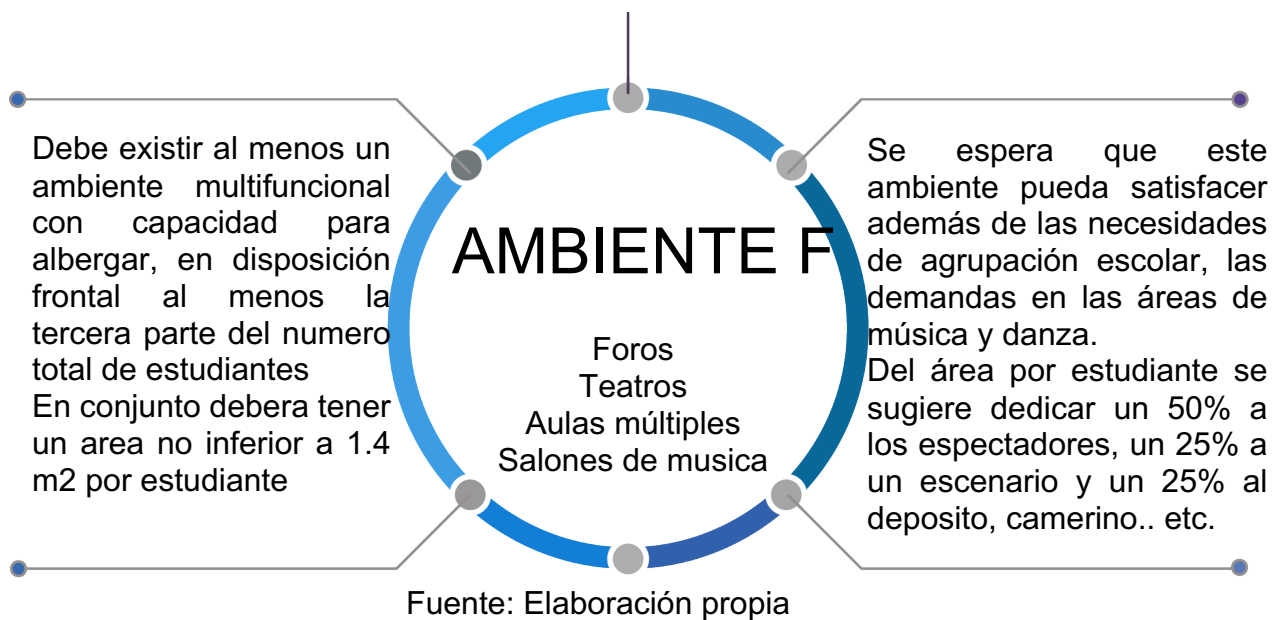 Debe existir al menos un
ambiente multifuncional
con capacidad para
albergar, en disposición
frontal al menos la
tercera parte del numero
total de estudiantes
En conjunto debera tener
un area no inferior a 1.4
m2 por estudiante
AMBIENTE F
Foros
Teatros
Aulas múltiples
Salones de musica
Se espera que este
ambiente pueda satisfacer
además de las necesidades
de agrupación escolar, las
demandas en las áreas de
música y danza.
Del área por estudiante se
sugiere dedicar un 50% a
los espectadores, un 25% a
un escenario y un 25% al
deposito, camerino.. etc.
Fuente: Elaboración propia